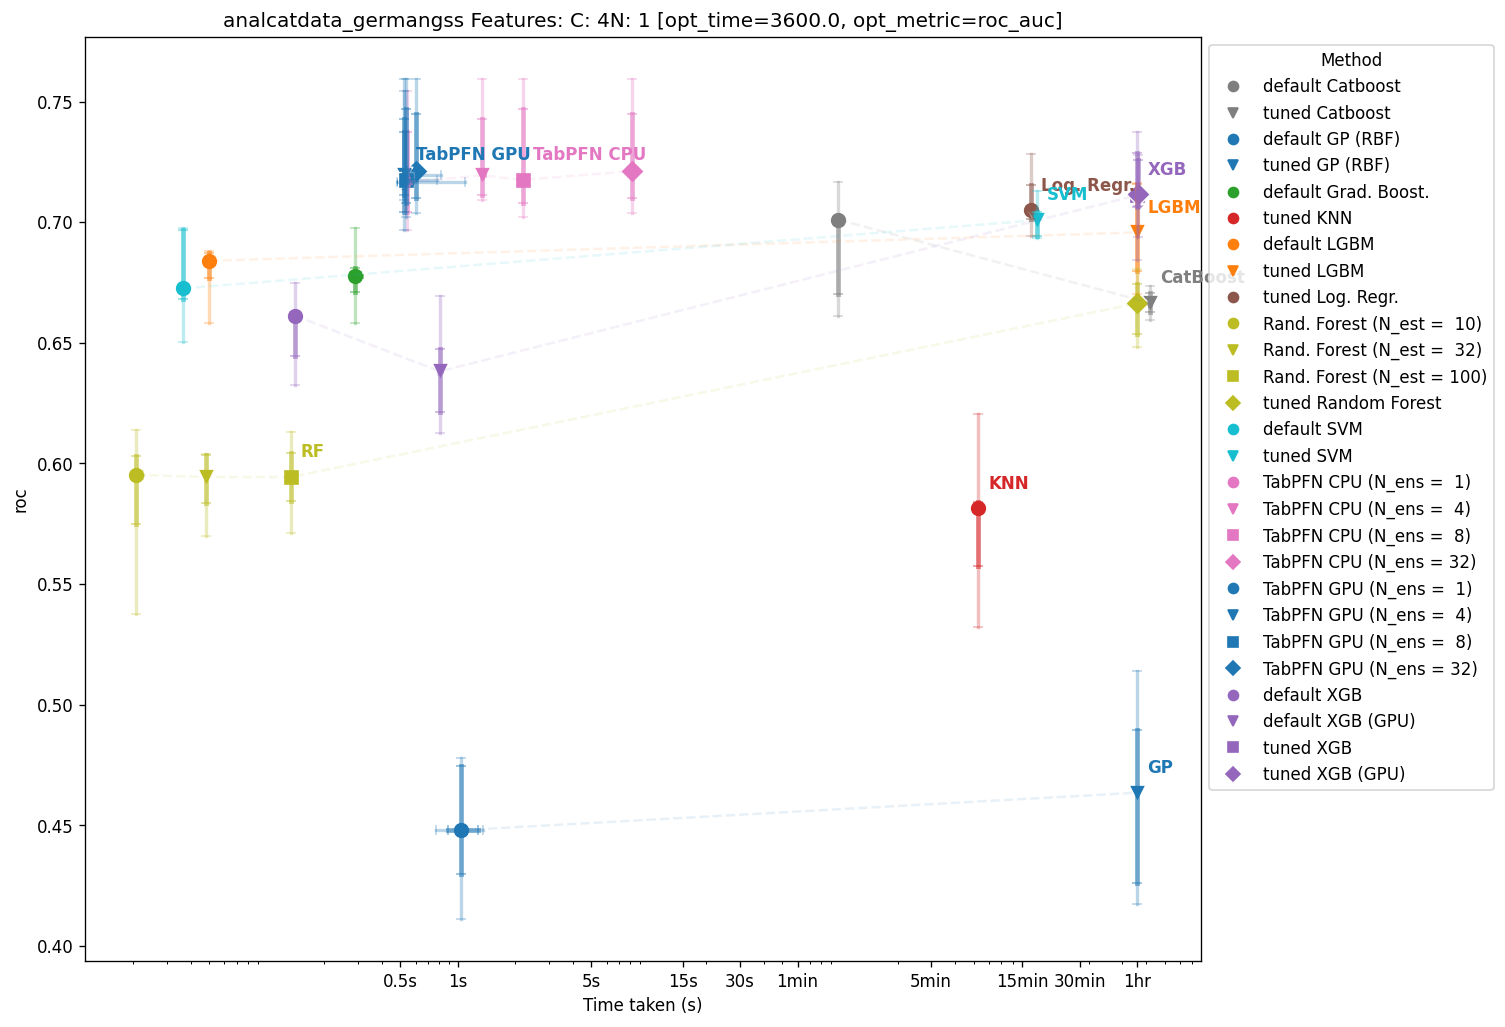 analcatdata_germangss Features: C: 4N: 1 [opt_time=3600.0, opt_metric=roc_auc]
roc
0.75
0.70
0.65
0.60
0.55
0.50
0.45
0.40
TabPFN GPU
TabPFN CPU
Log. Regr.
SVM
XGB
LGBM
CatBoost
RF
KNN
GP
0.5s 1s 5s 15s 30s 1min 5min 15min 30min 1hr
Time taken (s)
Method
default Catboost
tuned Catboost
default GP (RBF)
tuned GP (RBF)
default Grad. Boost.
tuned KNN
default LGBM
tuned LGBM
tuned Log. Regr.
Rand. Forest (N_est =  10)
Rand. Forest (N_est =  32)
Rand. Forest (N_est = 100)
tuned Random Forest
default SVM
tuned SVM
TabPFN CPU (N_ens =  1)
TabPFN CPU (N_ens =  4)
TabPFN CPU (N_ens =  8)
TabPFN CPU (N_ens = 32)
TabPFN GPU (N_ens =  1)
TabPFN GPU (N_ens =  4)
TabPFN GPU (N_ens =  8)
TabPFN GPU (N_ens = 32)
default XGB
default XGB (GPU)
tuned XGB
tuned XGB (GPU)